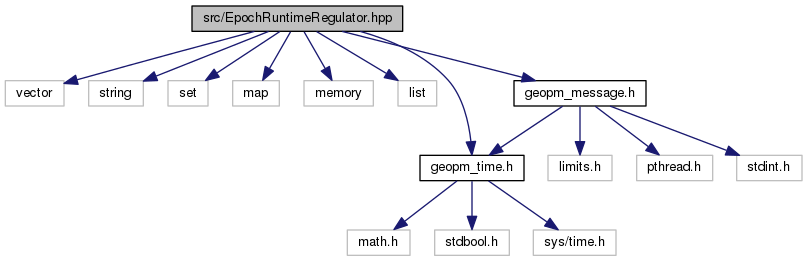 src/EpochRuntimeRegulator.hpp
vector
string
set
map
memory
list
geopm_message.h
geopm_time.h
limits.h
pthread.h
stdint.h
math.h
stdbool.h
sys/time.h